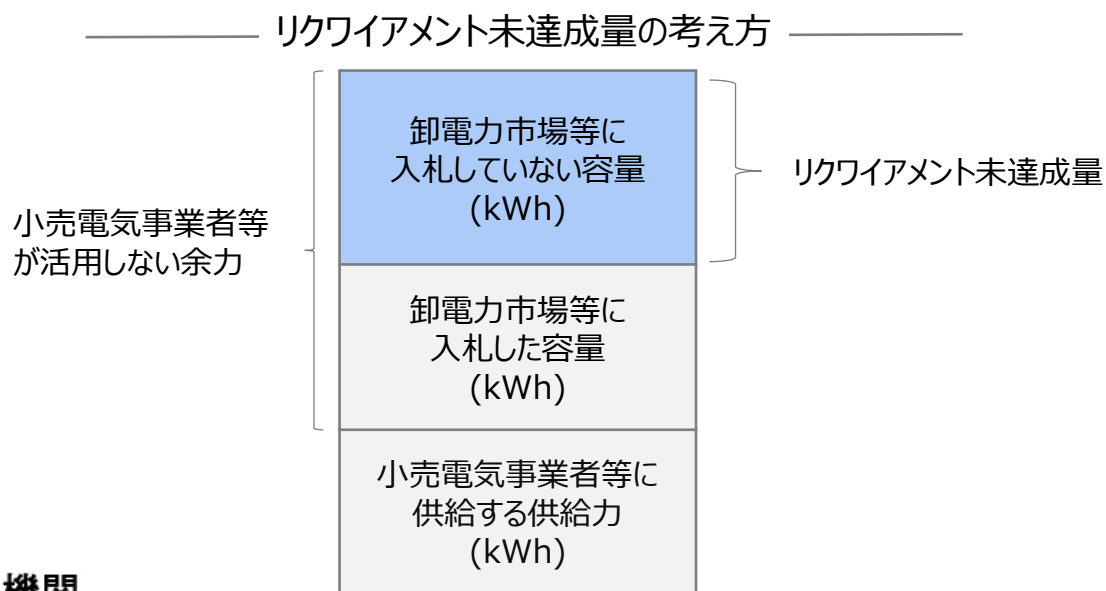 リクワイアメント未達成量の考え方
卸電力市場等に
入札していない容量
(kWh)
リクワイアメント未達成量
小売電気事業者等
が活用しない余力
卸電力市場等に
入札した容量
(kWh)
小売電気事業者等に
供給する供給力
(kWh)
機関